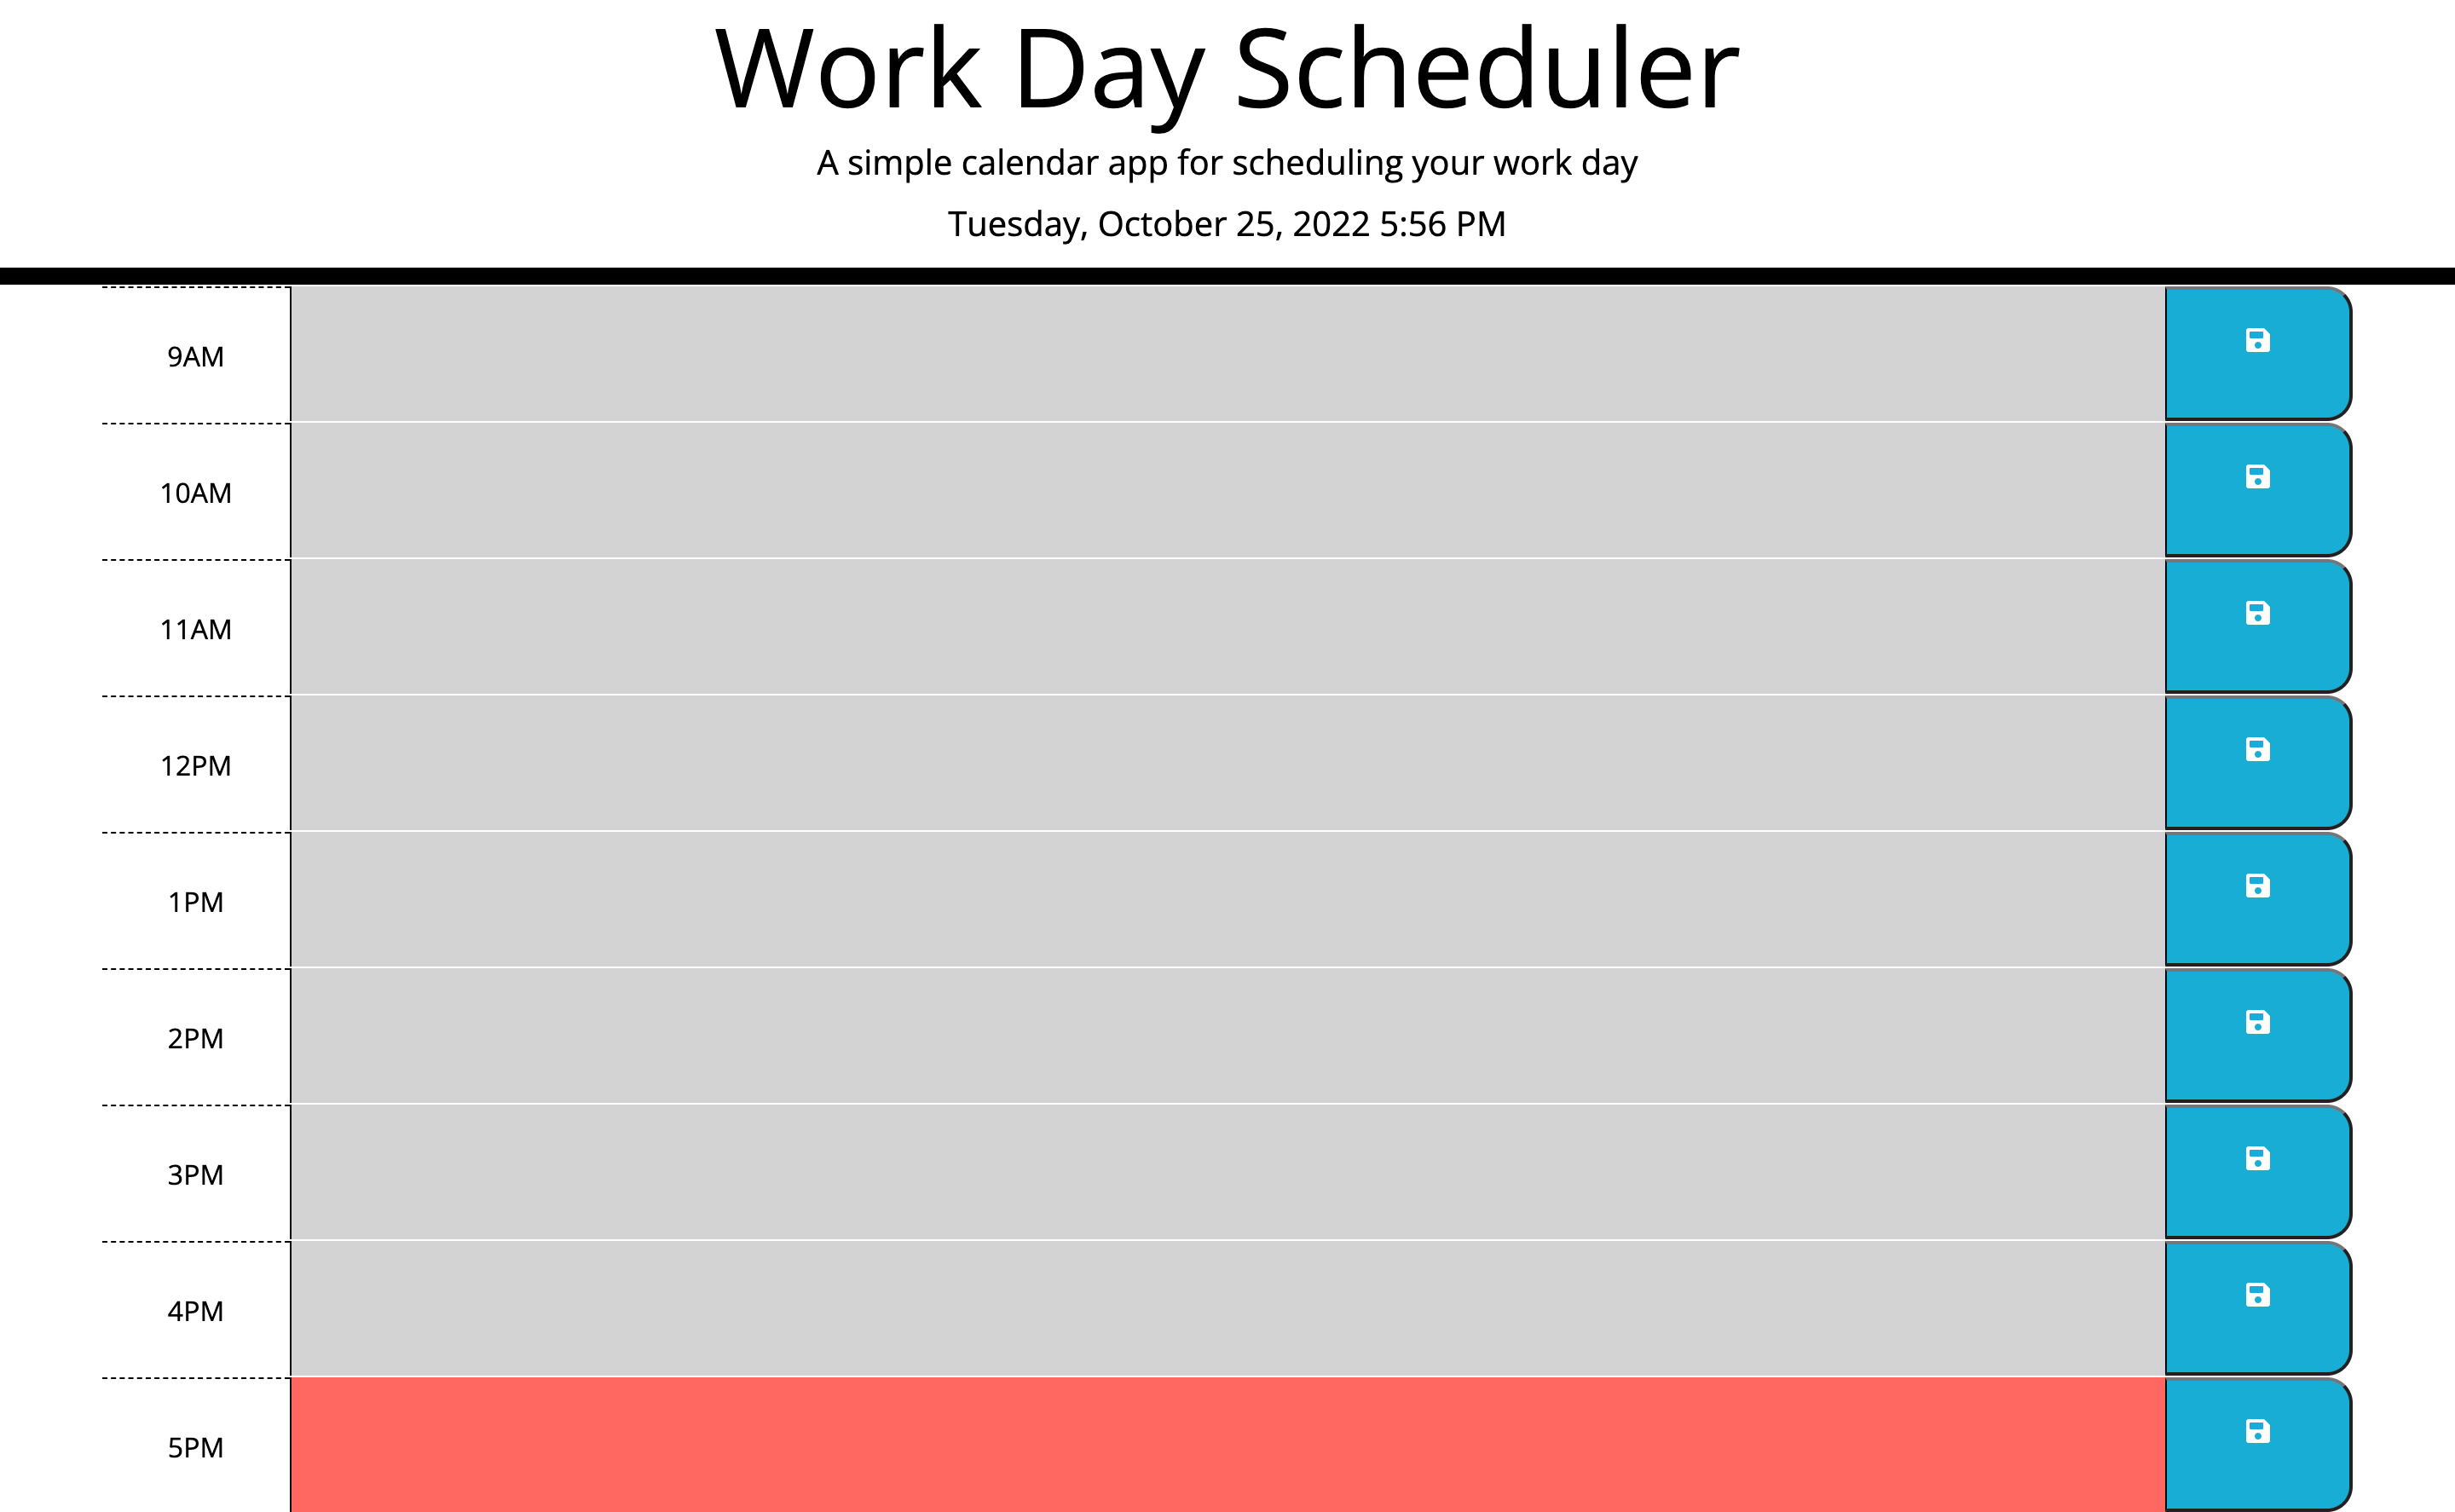 Work Day Scheduler
A simple calendar app for scheduling your work day
Tuesday, October 25, 2022 5:56 PM
9AM
10AM
11AM
12PM
1PM
2PM
3PM
4PM
5PM